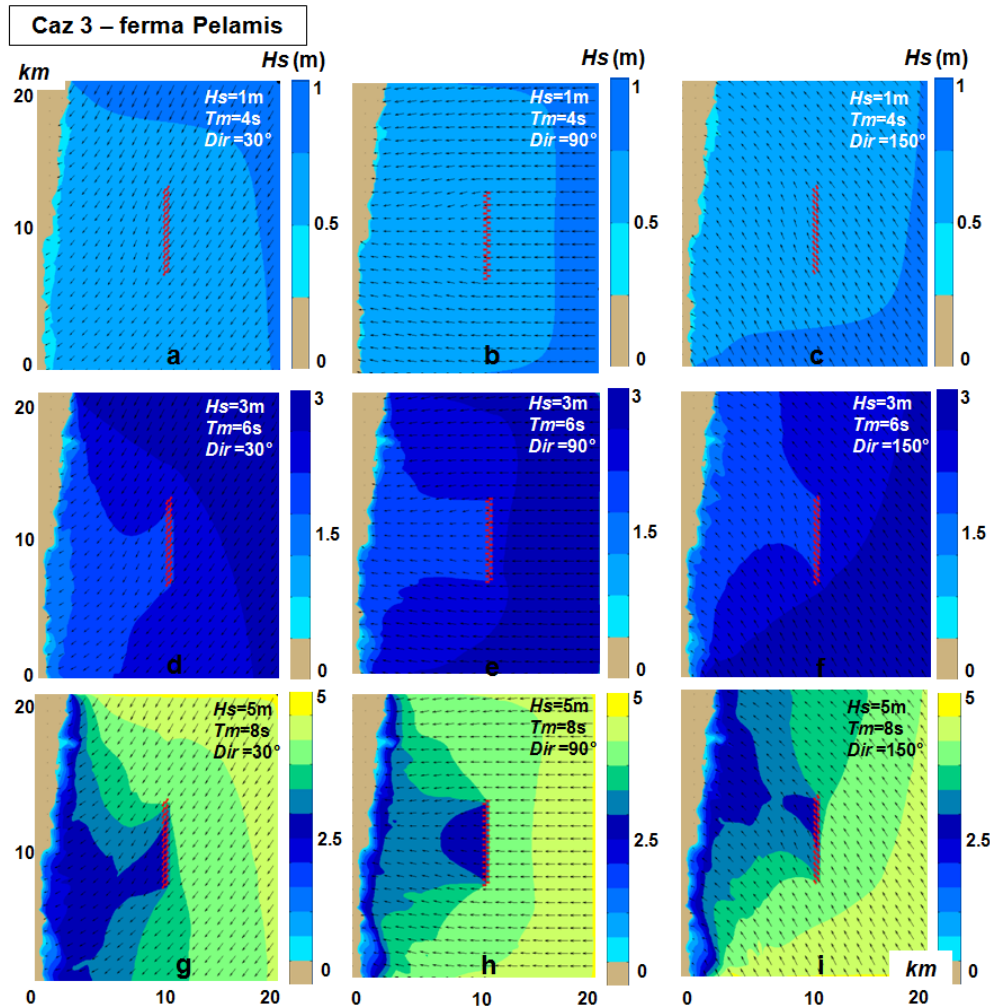 Caz 3 – ferma Pelamis
km
Hs (m)
Hs (m)
Hs (m)
20
Hs=1m
Tm=4s
Dir=30°
1
Hs=1m
Tm=4s
Dir=90°
1
Hs=1m
Tm=4s
Dir=150°
1
10
0.5
0.5
0.5
0
a
0
b
0
c
0
20
Hs=3m
Tm=6s
Dir=30°
3
Hs=3m
Tm=6s
Dir=90°
3
Hs=3m
Tm=6s
Dir=150°
3
10
1.5
1.5
1.5
0
d
0
e
0
f
0
20
Hs=5m
Tm=8s
Dir=30°
5
Hs=5m
Tm=8s
Dir=90°
5
Hs=5m
Tm=8s
Dir=150°
5
10
2.5
2.5
2.5
g
0
h
0
i
km
0
0
10
20
0
10
20
0
10
20